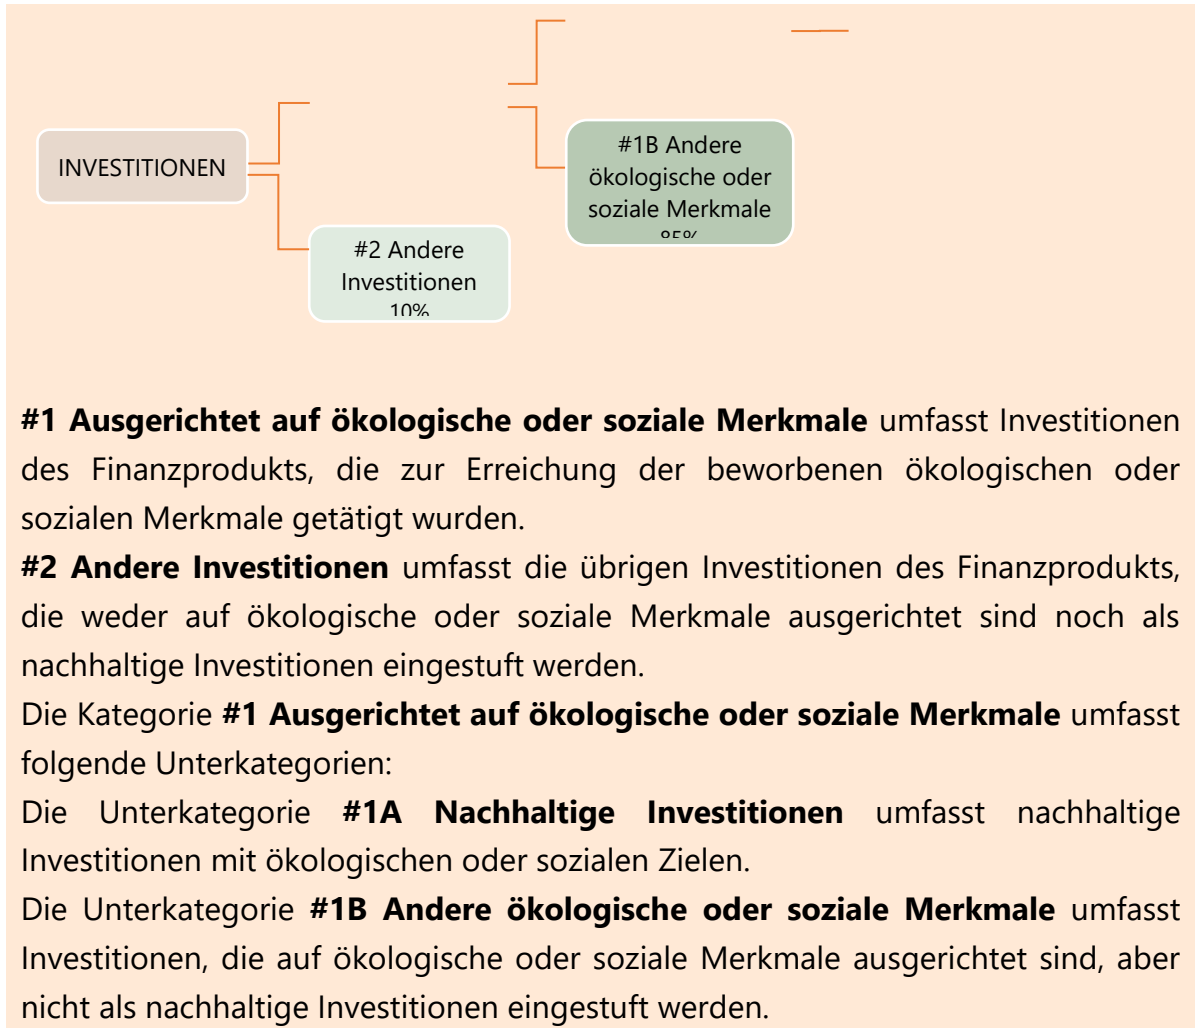 INVESTITIONEN
#1B Andere
ökologische oder
soziale Merkmale
85%
#2 Andere
Investitionen
10%
#1 Ausgerichtet auf ökologische oder soziale Merkmale umfasst Investitionen
des Finanzprodukts, die zur Erreichung der beworbenen ökologischen oder
sozialen Merkmale getätigt wurden.
#2 Andere Investitionen umfasst die übrigen Investitionen des Finanzprodukts,
die weder auf ökologische oder soziale Merkmale ausgerichtet sind noch als
nachhaltige Investitionen eingestuft werden.
Die Kategorie #1 Ausgerichtet auf ökologische oder soziale Merkmale umfasst
folgende Unterkategorien:
Die Unterkategorie #1A Nachhaltige Investitionen umfasst nachhaltige
Investitionen mit ökologischen oder sozialen Zielen.
Die Unterkategorie #1B Andere ökologische oder soziale Merkmale umfasst
Investitionen, die auf ökologische oder soziale Merkmale ausgerichtet sind, aber
nicht als nachhaltige Investitionen eingestuft werden.